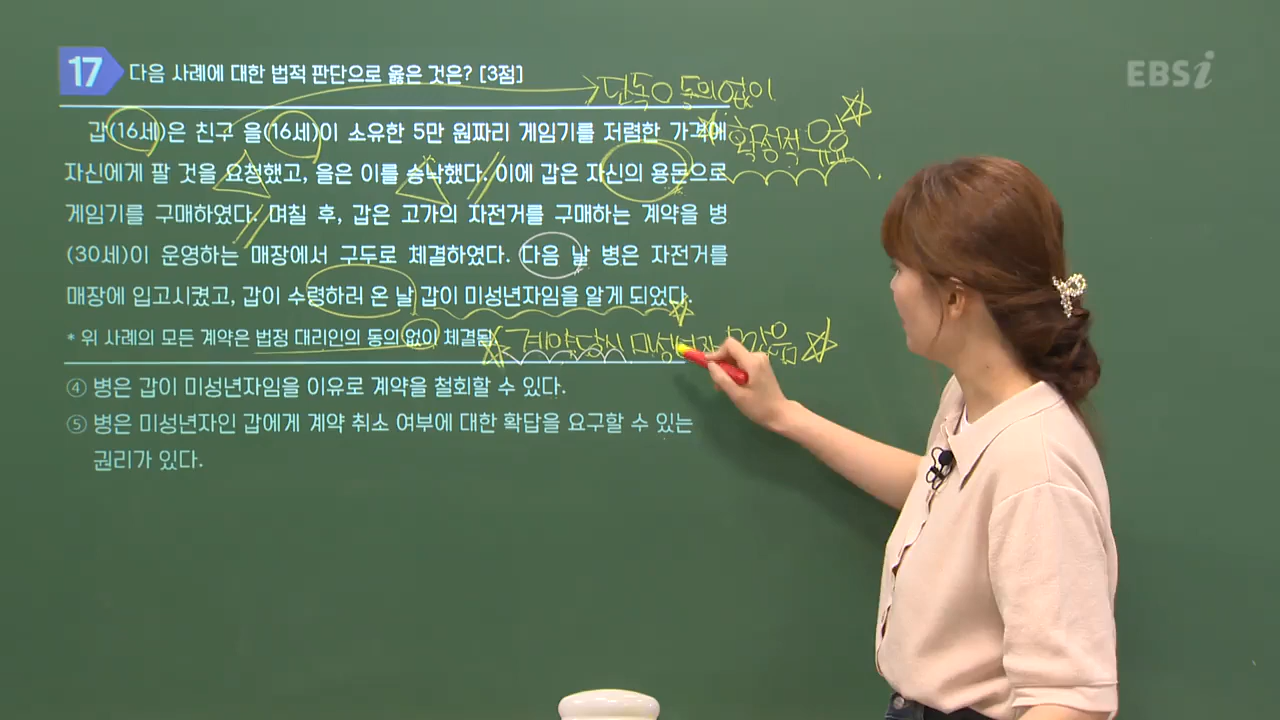 17 다음 사례에 대한 법적 판단으로 옳은 것은? [3점]
EBSi
단독 동의없이
갑(16세)은 친구 을(16세)이 소유한 5만 원짜리 게임기를 저렴한 가격에
확정적 유효
자신에게 팔 것을 요청했고, 을은 이를 승낙했다. 이에 갑은 자신의 용돈으로
게임기를 구매하였다. 며칠 후, 갑은 고가의 자전거를 구매하는 계약을 병
(30세)이 운영하는 매장에서 구두로 체결하였다. 다음 날 병은 자전거를
매장에 입고시켰고, 갑이 수령하러 온 날 갑이 미성년자임을 알게 되었다.
* 위 사례의 모든 계약은 법정 대리인의 동의 없이 체결됨
계약당시 미성년자
④ 병은 갑이 미성년자임을 이유로 계약을 철회할 수 있다.
⑤ 병은 미성년자인 갑에게 계약 취소 여부에 대한 확답을 요구할 수 있는
권리가 있다.